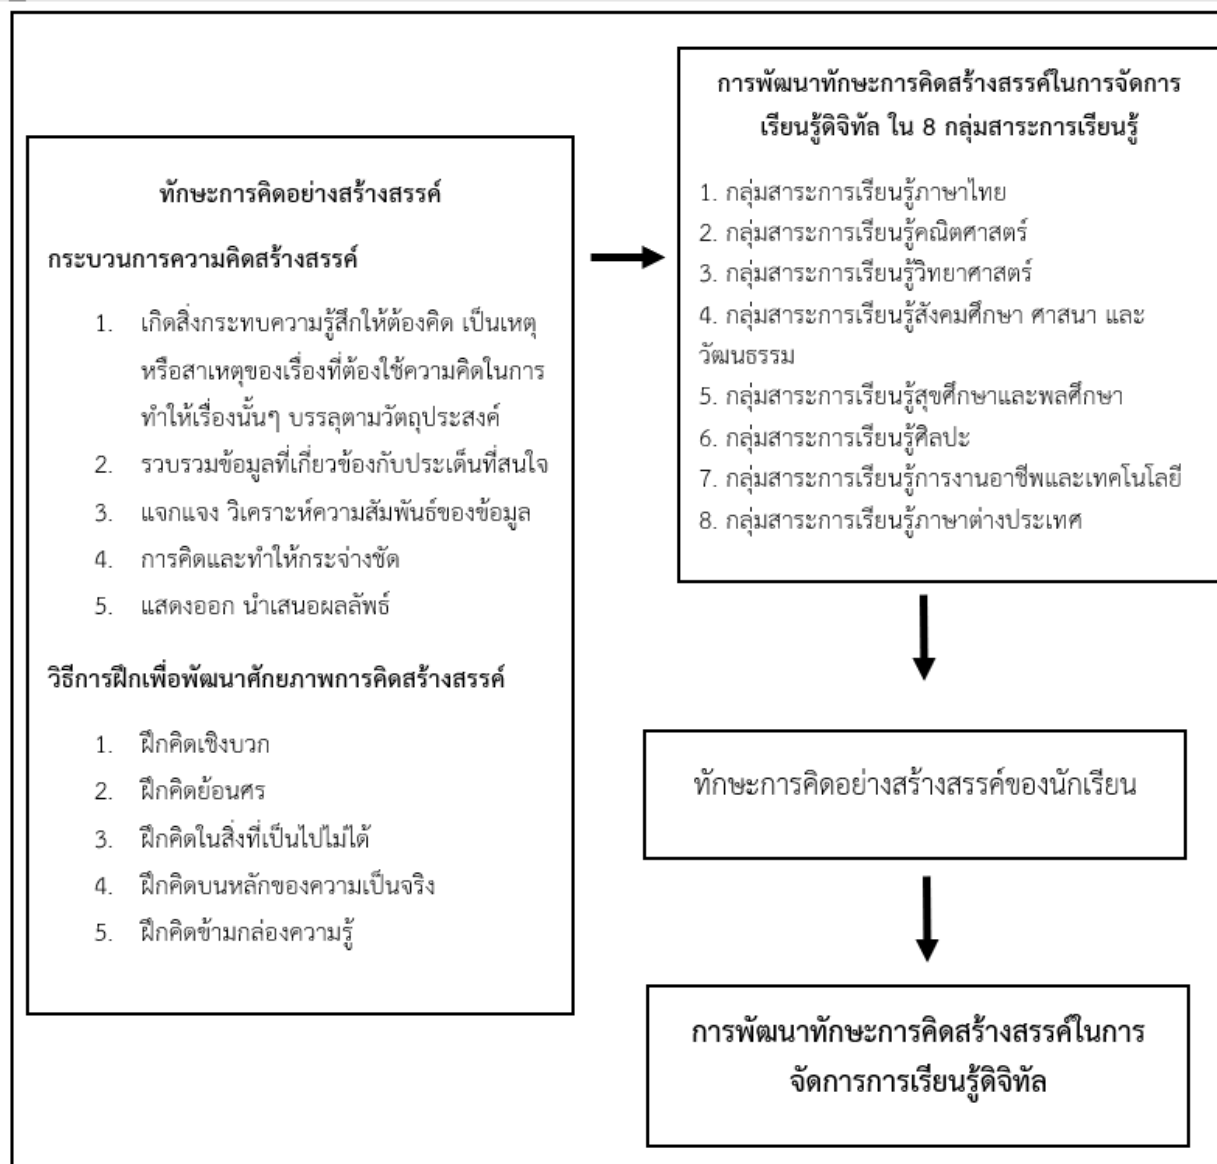 ทักษะการคิดอย่างสร้างสรรค์
กระบวนการความคิดสร้างสรรค์
1. เกิดสิ่งกระทบความรู้สึกให้ต้องคิด เป็นเหตุ
หรือสาเหตุของเรื่องที่ต้องใช้ความคิดในการ
ทำให้เรื่องนั้นๆ บรรลุตามวัตถุประสงค์
2. รวบรวมข้อมูลที่เกี่ยวข้องกับประเด็นที่สนใจ
3. แจกแจง วิเคราะห์ความสัมพันธ์ของข้อมูล
4. การคิดและทำให้กระจ่างชัด
5. แสดงออก นำเสนอผลลัพธ์
วิธีการฝึกเพื่อพัฒนาศักยภาพการคิดสร้างสรรค์
1. ฝึกคิดเชิงบวก
2. ฝึกคิดย้อนศร
3. ฝึกคิดในสิ่งที่เป็นไปไม่ได้
4. ฝึกคิดบนหลักของความเป็นจริง
5. ฝึกคิดข้ามกล่องความรู้
การพัฒนาทักษะการคิดสร้างสรรค์ในการจัดการ
เรียนรู้ดิจิทัล ใน 8 กลุ่มสาระการเรียนรู้
1. กลุ่มสาระการเรียนรู้ภาษาไทย
2. กลุ่มสาระการเรียนรู้คณิตศาสตร์
3. กลุ่มสาระการเรียนรู้วิทยาศาสตร์
4. กลุ่มสาระการเรียนรู้สังคมศึกษา ศาสนา และ
วัฒนธรรม
5. กลุ่มสาระการเรียนรู้สุขศึกษาและพลศึกษา
6. กลุ่มสาระการเรียนรู้ศิลปะ
7. กลุ่มสาระการเรียนรู้การงานอาชีพและเทคโนโลยี
8. กลุ่มสาระการเรียนรู้ภาษาต่างประเทศ
ทักษะการคิดอย่างสร้างสรรค์ของนักเรียน
การพัฒนาทักษะการคิดสร้างสรรค์ในการ
จัดการการเรียนรู้ดิจิทัล